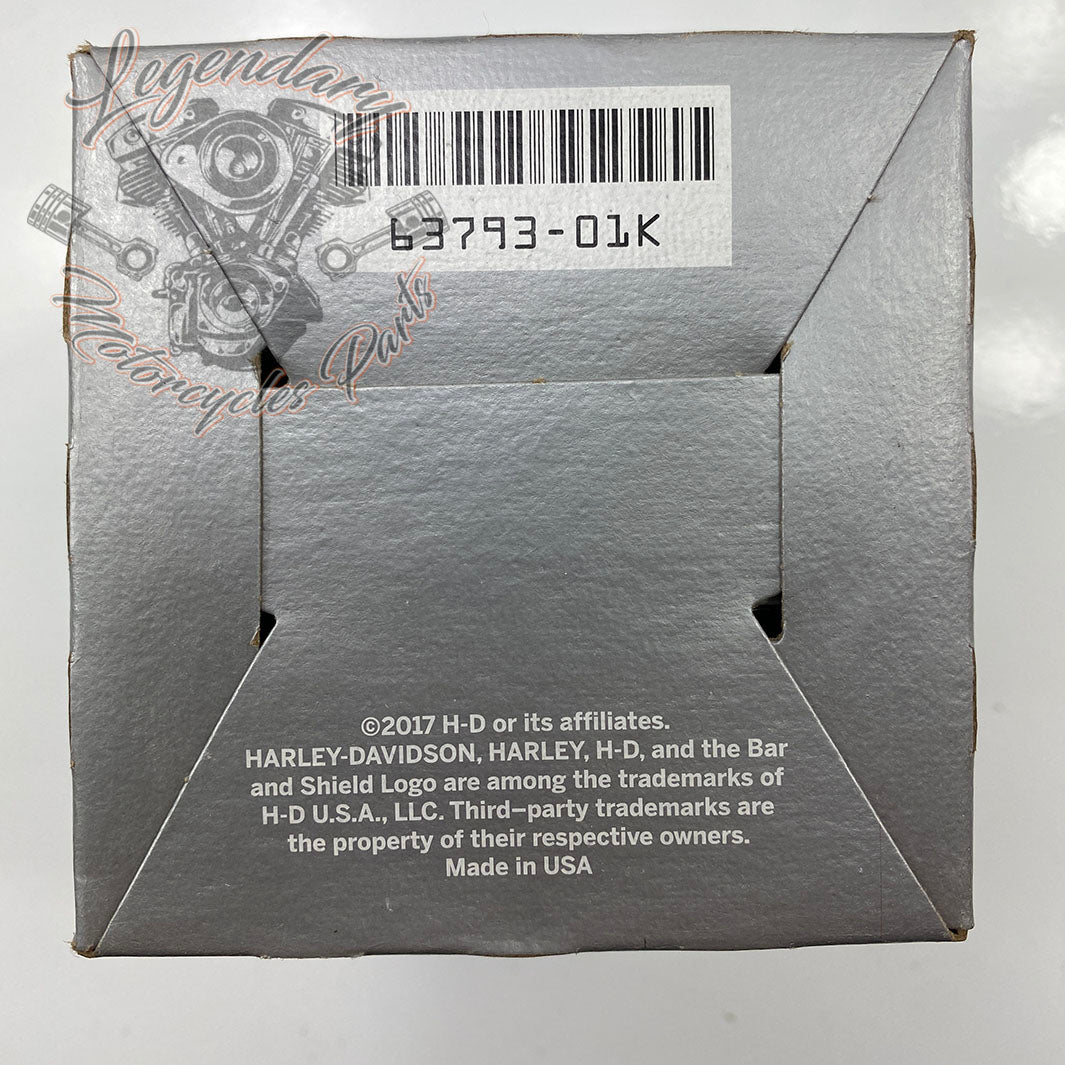 Legendary
Motorcycles Parts
63793-01K
©2017 H-D or its affiliates.
HARLEY-DAVIDSON, HARLEY, H-D, and the Bar
and Shield Logo are among the trademarks of
H-D U.S.A., LLC. Third–party trademarks are
the property of their respective owners.
Made in USA